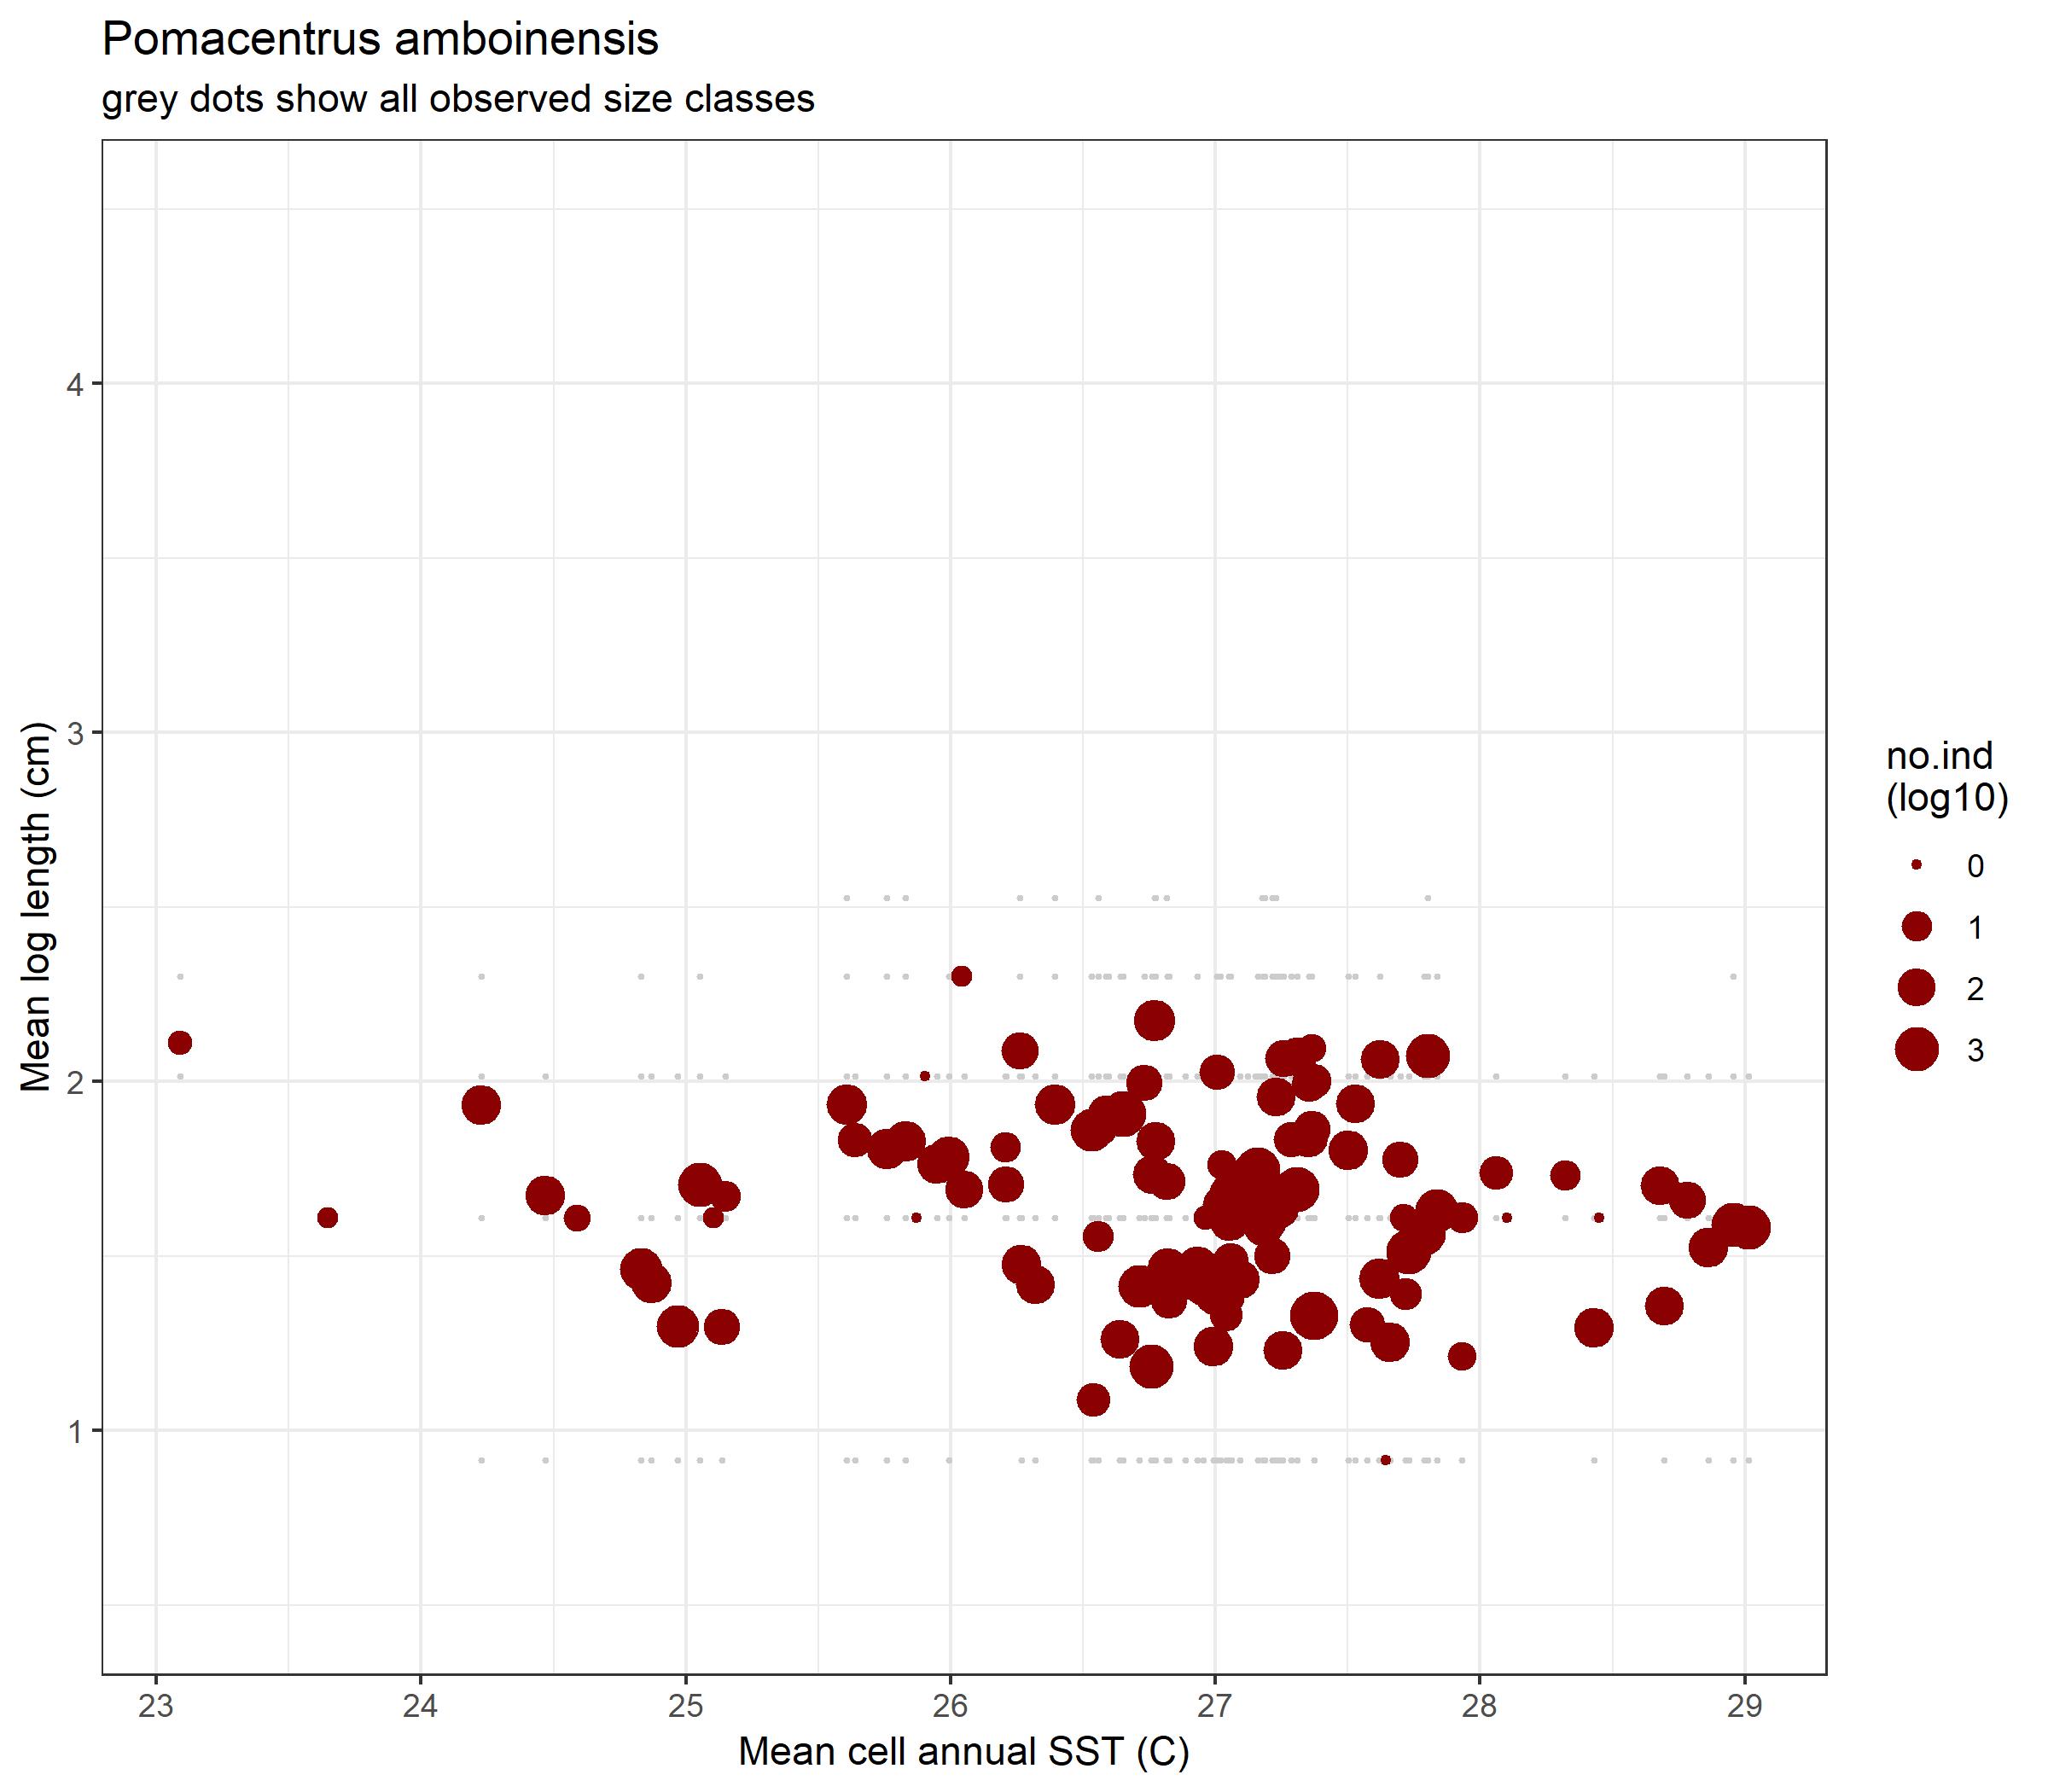 Pomacentrus amboinensis
grey dots show all observed size classes
Mean log length (cm)
4
3
2
1
23 24 25 26 27 28 29
Mean cell annual SST (C)
no.ind
(log10)
0
1
2
3